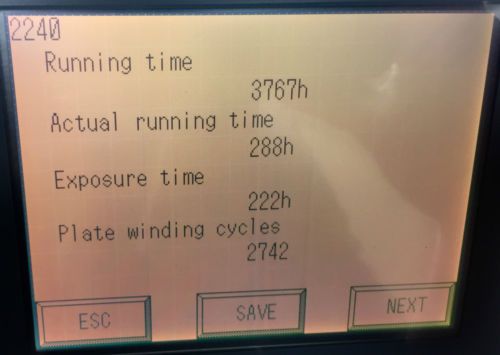 2240
Running time
3767h
Actual running time
288h
Exposure time
222h
Plate winding cycles
2742
ESC SAVE NEXT